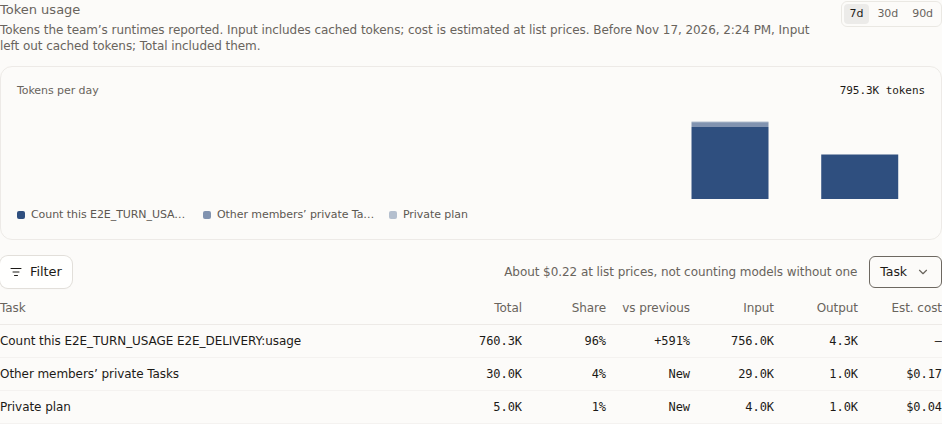 Token usage
7d 30d 90d
Tokens the team’s runtimes reported. Input includes cached tokens; cost is estimated at list prices. Before Nov 17, 2026, 2:24 PM, Input
left out cached tokens; Total included them.
Tokens per day 795.3K tokens
Count this E2E_TURN_USA... Other members’ private Ta... Private plan
Filter About $0.22 at list prices, not counting models without one Task
Task Total Share vs previous Input Output Est. cost
Count this E2E_TURN_USAGE E2E_DELIVERY:usage 760.3K 96% +591% 756.0K 4.3K —
Other members’ private Tasks 30.0K 4% New 29.0K 1.0K $0.17
Private plan 5.0K 1% New 4.0K 1.0K $0.04